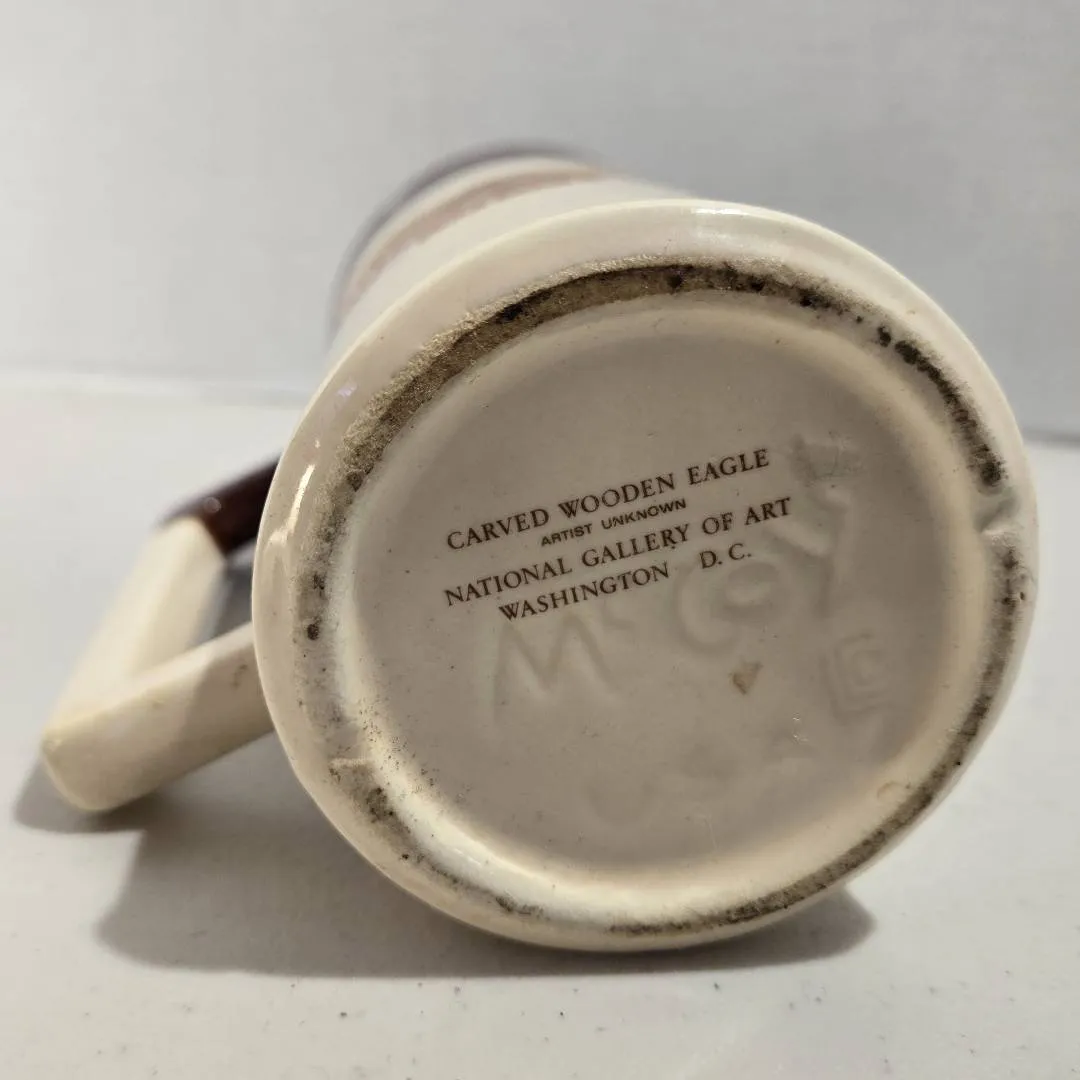 CARVED WOODEN EAGLE
ARTIST UNKNOWN
NATIONAL GALLERY OF ART
WASHINGTON D.C.
McCoy